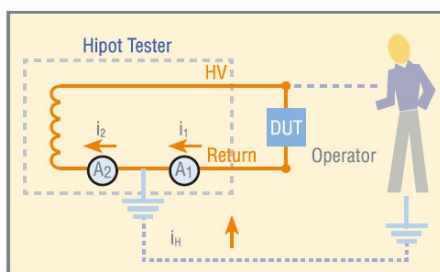 Hipot Tester
HV
i2
i1
DUT
Operator
A2
A1
Return
iH